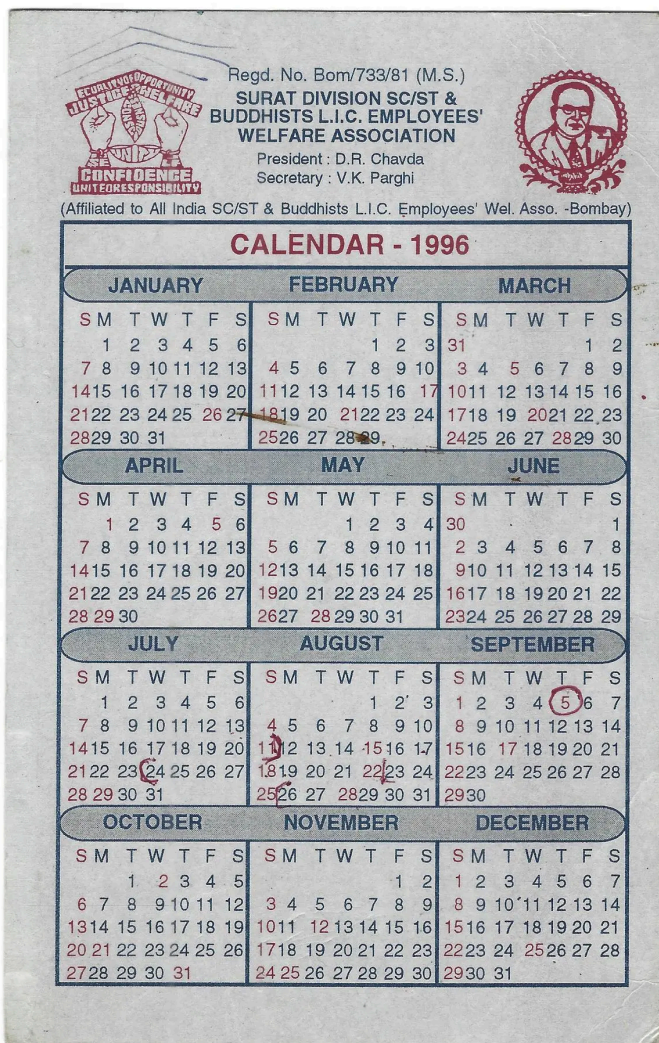 EQUALITY OF OPPORTUNITY
JUSTICE WELFARE
UNITY
CONFIDENCE
UNITED RESPONSIBILITY
Regd. No. Bom/733/81 (M.S.)
SURAT DIVISION SC/ST &
BUDDHISTS L.I.C. EMPLOYEES'
WELFARE ASSOCIATION
President : D.R. Chavda
Secretary : V.K. Parghi
(Affiliated to All India SC/ST & Buddhists L.I.C. Employees' Wel. Asso. -Bombay)
CALENDAR - 1996
JANUARY FEBRUARY MARCH
S M T W T F S S M T W T F S S M T W T F S
1 2 3 4 5 6 1 2 3 31 1 2
7 8 9 10 11 12 13 4 5 6 7 8 9 10 3 4 5 6 7 8 9
14 15 16 17 18 19 20 11 12 13 14 15 16 17 10 11 12 13 14 15 16
21 22 23 24 25 26 27 18 19 20 21 22 23 24 17 18 19 20 21 22 23
28 29 30 31 25 26 27 28 29 24 25 26 27 28 29 30
APRIL MAY JUNE
S M T W T F S S M T W T F S S M T W T F S
1 2 3 4 5 6 1 2 3 4 30 1
7 8 9 10 11 12 13 5 6 7 8 9 10 11 2 3 4 5 6 7 8
14 15 16 17 18 19 20 12 13 14 15 16 17 18 9 10 11 12 13 14 15
21 22 23 24 25 26 27 19 20 21 22 23 24 25 16 17 18 19 20 21 22
28 29 30 26 27 28 29 30 31 23 24 25 26 27 28 29
JULY AUGUST SEPTEMBER
S M T W T F S S M T W T F S S M T W T F S
1 2 3 4 5 6 1 2 3 1 2 3 4 5 6 7
7 8 9 10 11 12 13 4 5 6 7 8 9 10 8 9 10 11 12 13 14
14 15 16 17 18 19 20 11 12 13 14 15 16 17 15 16 17 18 19 20 21
21 22 23 24 25 26 27 18 19 20 21 22 23 24 22 23 24 25 26 27 28
28 29 30 31 25 26 27 28 29 30 31 29 30
OCTOBER NOVEMBER DECEMBER
S M T W T F S S M T W T F S S M T W T F S
1 2 3 4 5 1 2 1 2 3 4 5 6 7
6 7 8 9 10 11 12 3 4 5 6 7 8 9 8 9 10 11 12 13 14
13 14 15 16 17 18 19 10 11 12 13 14 15 16 15 16 17 18 19 20 21
20 21 22 23 24 25 26 17 18 19 20 21 22 23 22 23 24 25 26 27 28
27 28 29 30 31 24 25 26 27 28 29 30 29 30 31